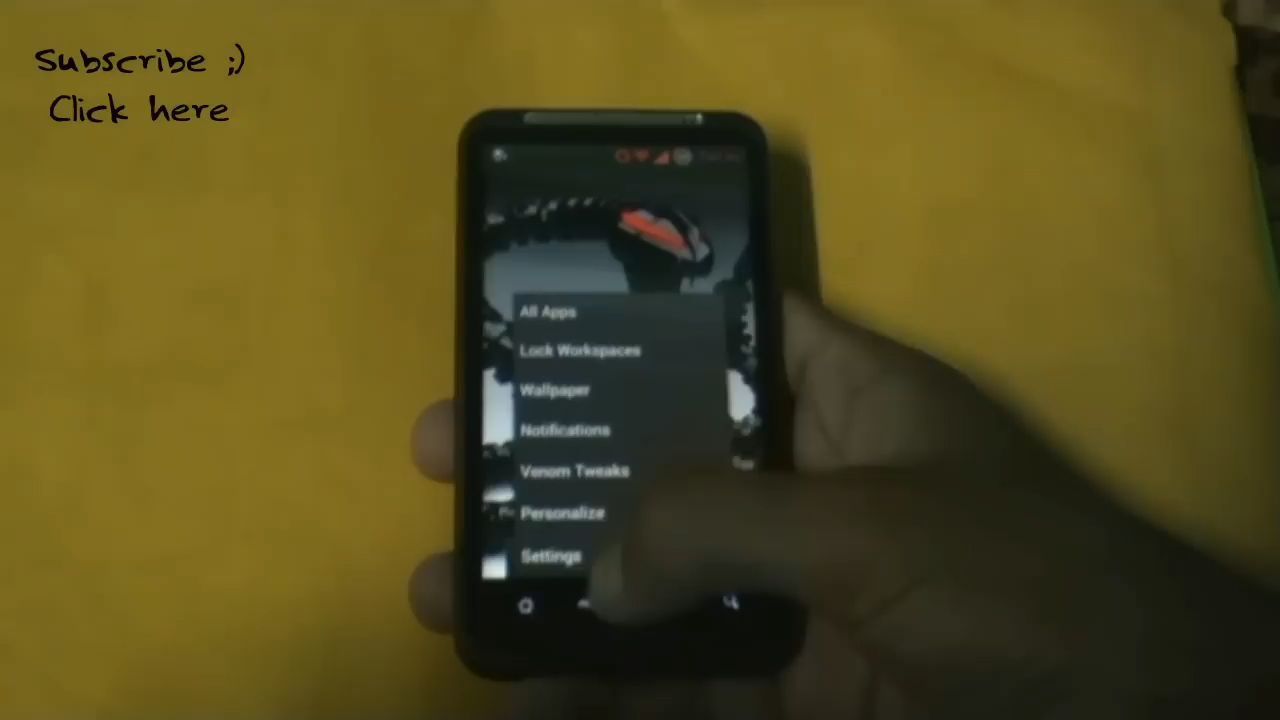 Subscribe ;)
Click here
All Apps
Lock Workspaces
Wallpaper
Notifications
Venom Tweaks
Personalize
Settings